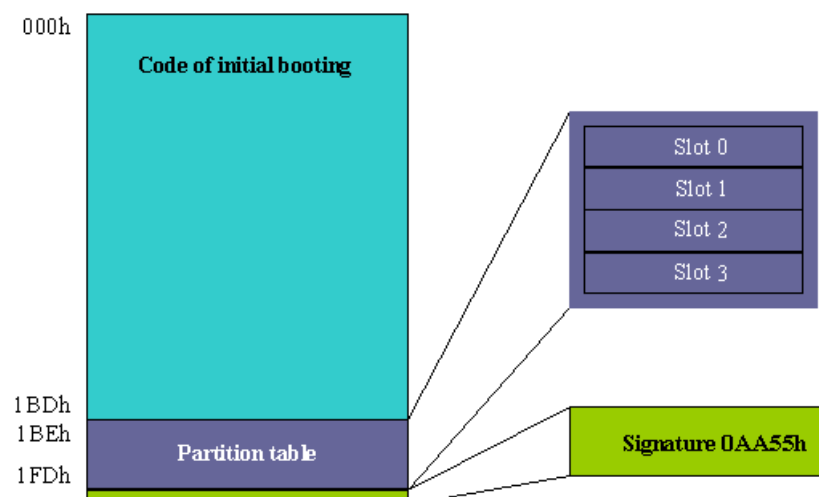 000h
Code of initial booting
Slot 0
Slot 1
Slot 2
Slot 3
1BDh
1BEh
Partition table
1FDh
Signature 0AA55h